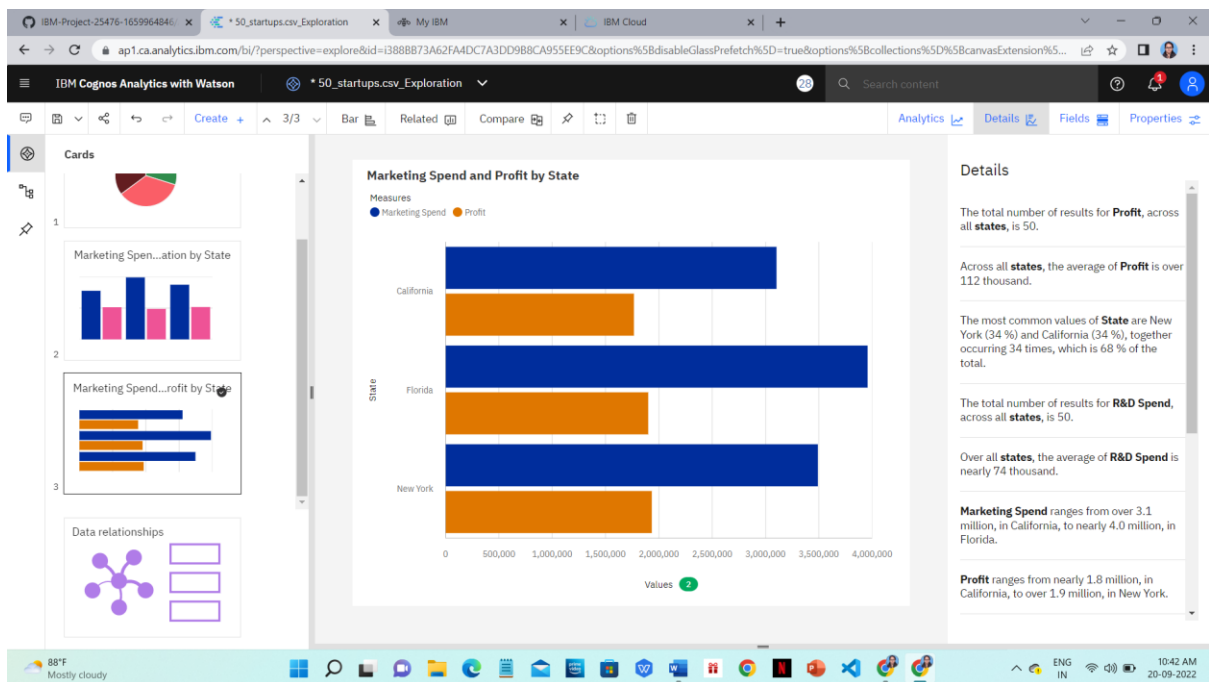 IBM-Project-25476-1659964846/
* 50_startups.csv_Exploration
My IBM
IBM Cloud
ap1.ca.analytics.ibm.com/bi/?perspective=explore&id=i388BB73A62FA4DC7A3DD9B8CA955EE9C&options%5BdisableGlassPrefetch%5D=true&options%5Bcollections%5D%5BcanvasExtension%5...
IBM Cognos Analytics with Watson
* 50_startups.csv_Exploration
28
Search content
1
Create +
3/3
Bar
Related
Compare
Analytics
Details
Fields
Properties
Cards
1
Marketing Spen...ation by State
2
Marketing Spend...rofit by State
3
Data relationships
Marketing Spend and Profit by State
Measures
Marketing Spend
Profit
State
California
Florida
New York
0
500,000
1,000,000
1,500,000
2,000,000
2,500,000
3,000,000
3,500,000
4,000,000
Values 2
Details
The total number of results for Profit, across
all states, is 50.
Across all states, the average of Profit is over
112 thousand.
The most common values of State are New
York (34 %) and California (34 %), together
occurring 34 times, which is 68 % of the
total.
The total number of results for R&D Spend,
across all states, is 50.
Over all states, the average of R&D Spend is
nearly 74 thousand.
Marketing Spend ranges from over 3.1
million, in California, to nearly 4.0 million, in
Florida.
Profit ranges from nearly 1.8 million, in
California, to over 1.9 million, in New York.
88°F
Mostly cloudy
ENG
IN
10:42 AM
20-09-2022